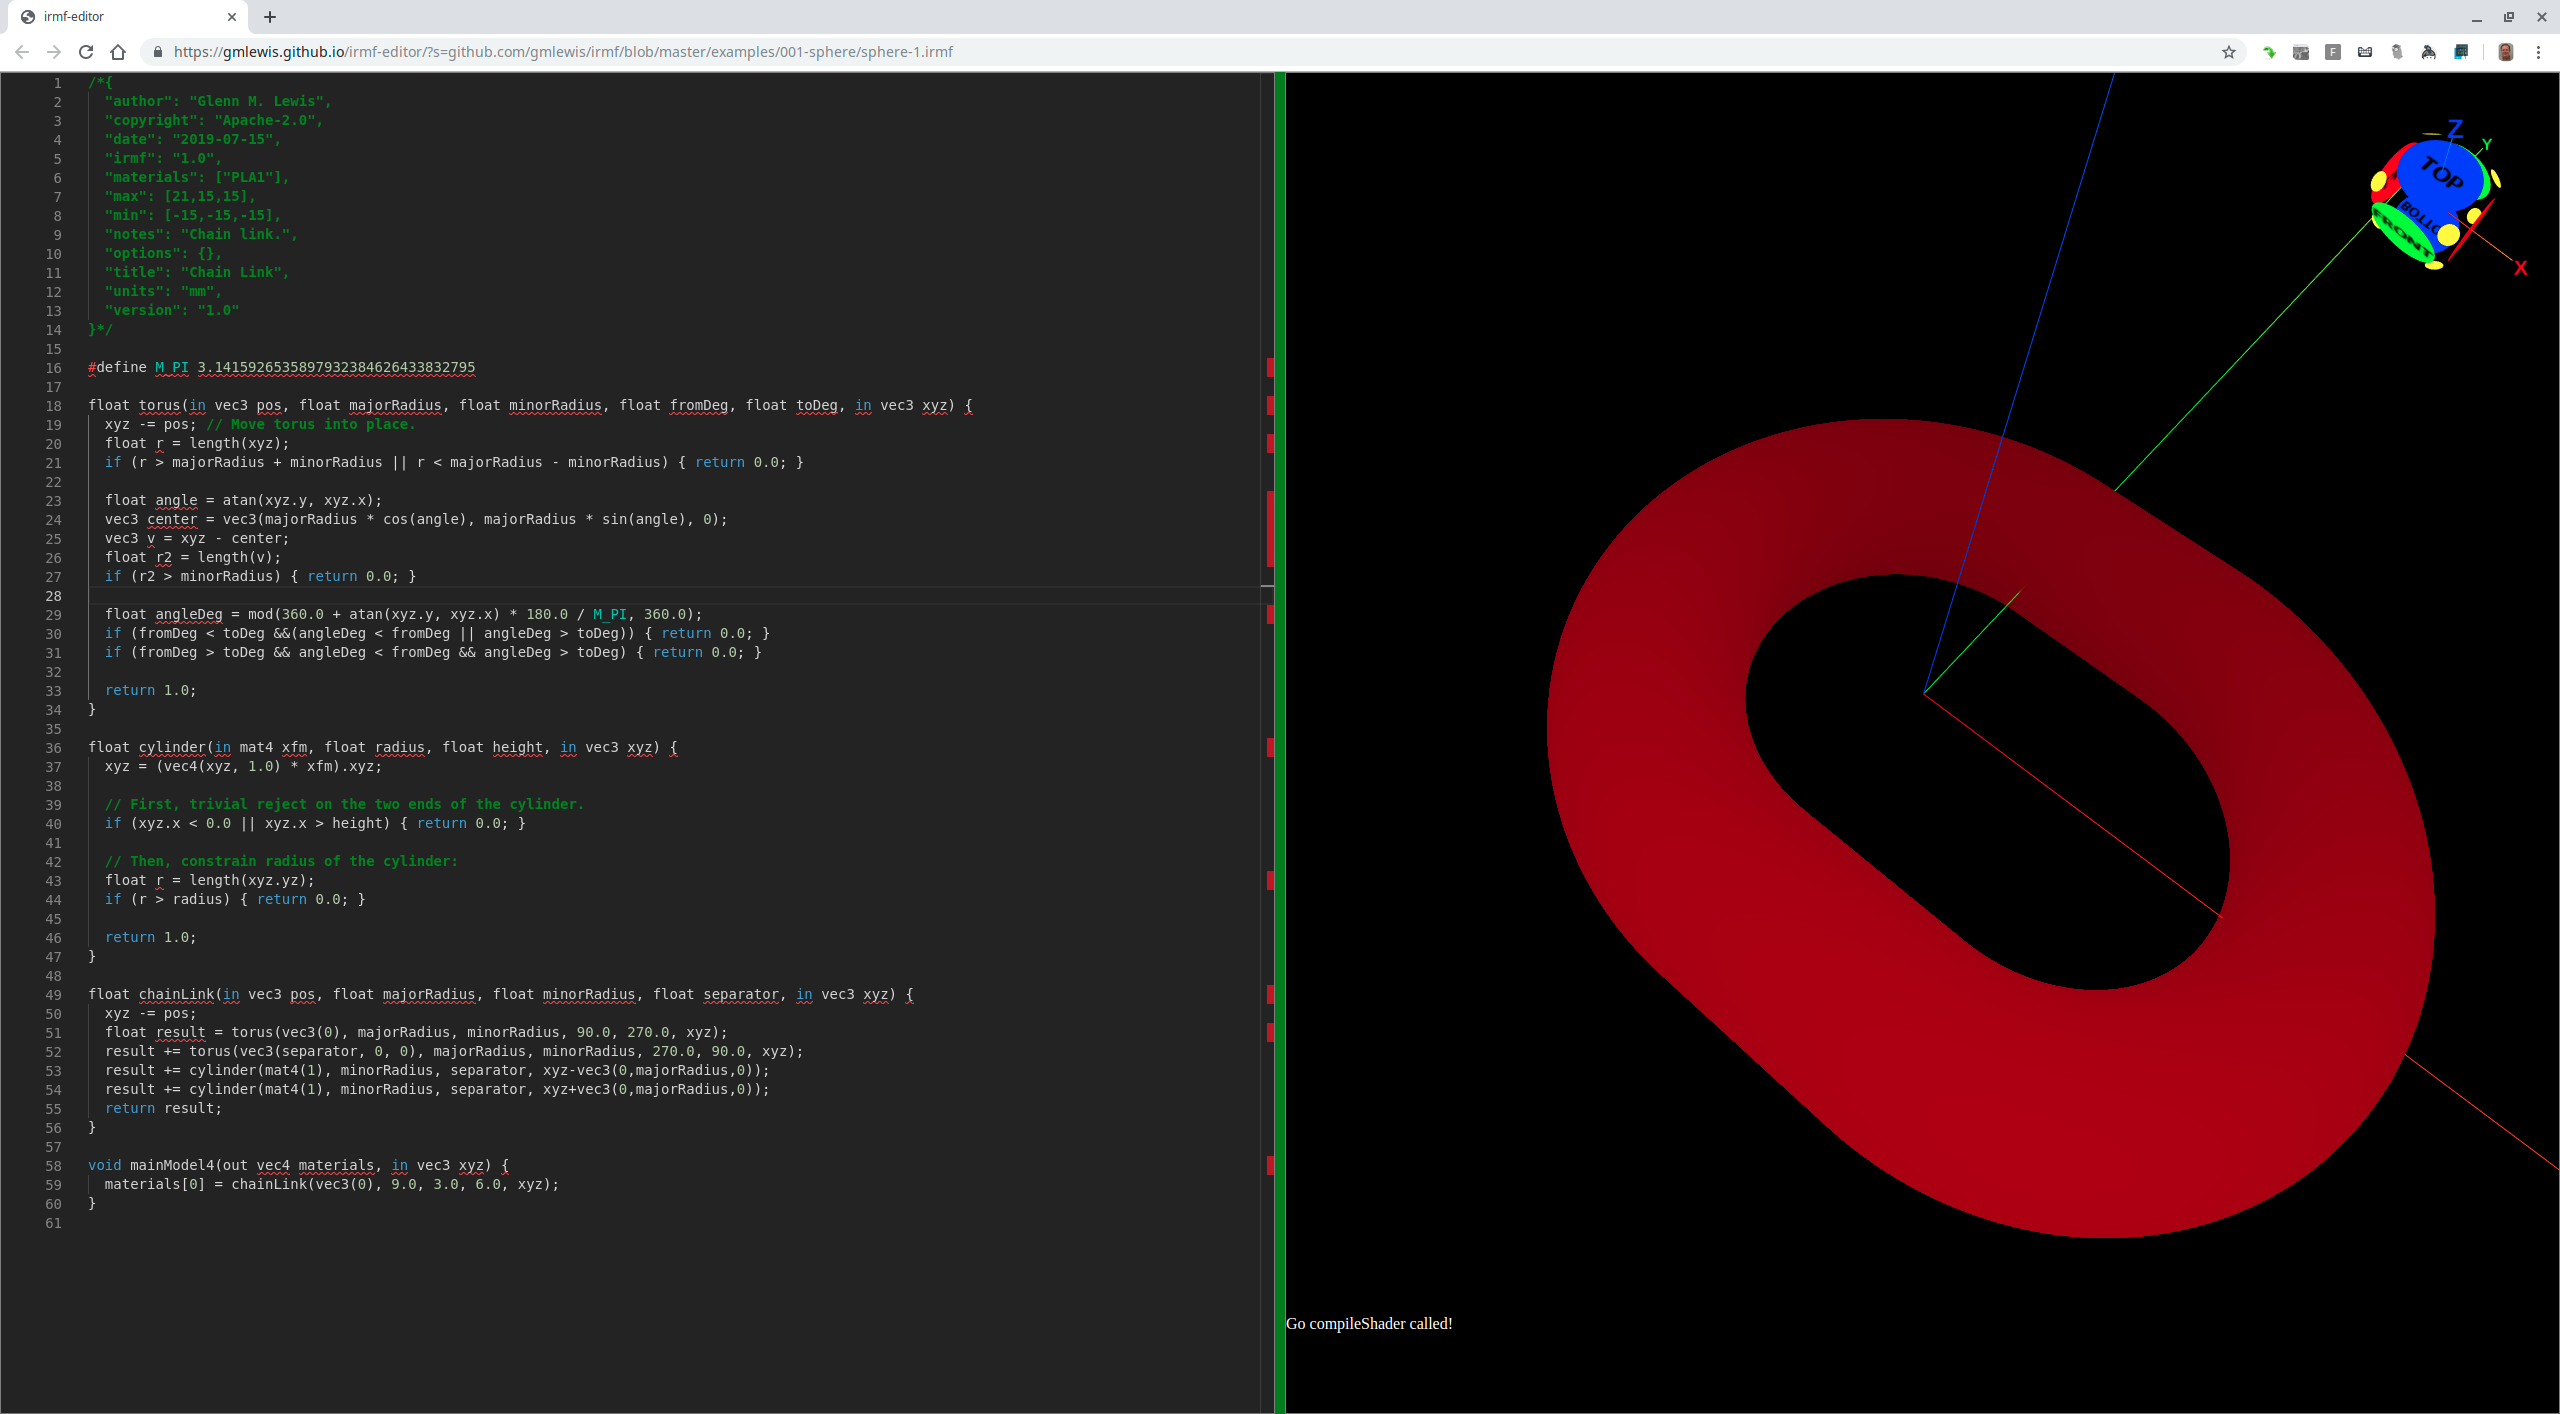 irmf-editor
https://gmlewis.github.io/irmf-editor/?s=github.com/gmlewis/irmf/blob/master/examples/001-sphere/sphere-1.irmf
F
1 /*{
2   "author": "Glenn M. Lewis",
3   "copyright": "Apache-2.0",
4   "date": "2019-07-15",
5   "irmf": "1.0",
6   "materials": ["PLA1"],
7   "max": [21,15,15],
8   "min": [-15,-15,-15],
9   "notes": "Chain link.",
10   "options": {},
11   "title": "Chain Link",
12   "units": "mm",
13   "version": "1.0"
14 }*/
15
16 #define M_PI 3.1415926535897932384626433832795
17
18 float torus(in vec3 pos, float majorRadius, float minorRadius, float fromDeg, float toDeg, in vec3 xyz) {
19   xyz -= pos; // Move torus into place.
20   float r = length(xyz);
21   if (r > majorRadius + minorRadius || r < majorRadius - minorRadius) { return 0.0; }
22
23   float angle = atan(xyz.y, xyz.x);
24   vec3 center = vec3(majorRadius * cos(angle), majorRadius * sin(angle), 0);
25   vec3 v = xyz - center;
26   float r2 = length(v);
27   if (r2 > minorRadius) { return 0.0; }
28
29   float angleDeg = mod(360.0 + atan(xyz.y, xyz.x) * 180.0 / M_PI, 360.0);
30   if (fromDeg < toDeg &&(angleDeg < fromDeg || angleDeg > toDeg)) { return 0.0; }
31   if (fromDeg > toDeg && angleDeg < fromDeg && angleDeg > toDeg) { return 0.0; }
32
33   return 1.0;
34 }
35
36 float cylinder(in mat4 xfm, float radius, float height, in vec3 xyz) {
37   xyz = (vec4(xyz, 1.0) * xfm).xyz;
38
39   // First, trivial reject on the two ends of the cylinder.
40   if (xyz.x < 0.0 || xyz.x > height) { return 0.0; }
41
42   // Then, constrain radius of the cylinder:
43   float r = length(xyz.yz);
44   if (r > radius) { return 0.0; }
45
46   return 1.0;
47 }
48
49 float chainLink(in vec3 pos, float majorRadius, float minorRadius, float separator, in vec3 xyz) {
50   xyz -= pos;
51   float result = torus(vec3(0), majorRadius, minorRadius, 90.0, 270.0, xyz);
52   result += torus(vec3(separator, 0, 0), majorRadius, minorRadius, 270.0, 90.0, xyz);
53   result += cylinder(mat4(1), minorRadius, separator, xyz-vec3(0,majorRadius,0));
54   result += cylinder(mat4(1), minorRadius, separator, xyz+vec3(0,majorRadius,0));
55   return result;
56 }
57
58 void mainModel4(out vec4 materials, in vec3 xyz) {
59   materials[0] = chainLink(vec3(0), 9.0, 3.0, 6.0, xyz);
60 }
61
Z
Y
TOP
FRONT
X
Go compileShader called!